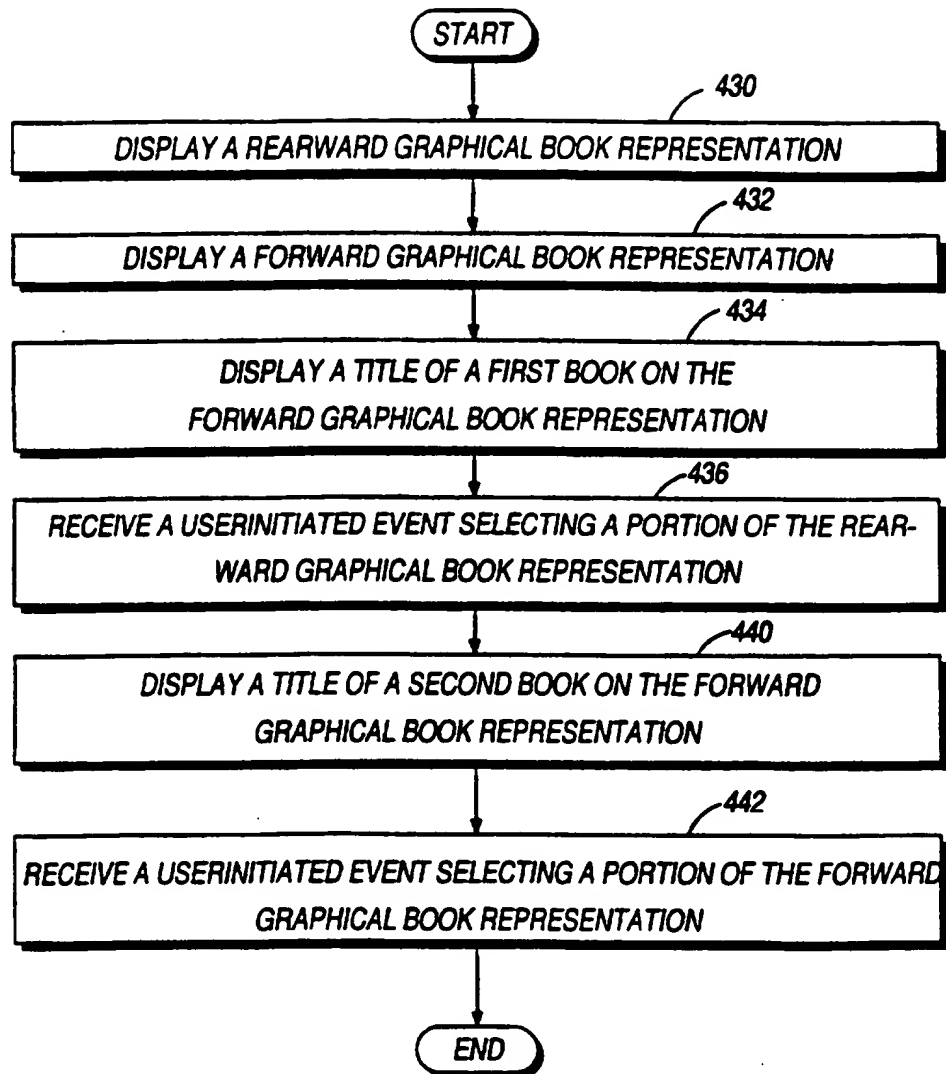 START
430
DISPLAY A REARWARD GRAPHICAL BOOK REPRESENTATION
432
DISPLAY A FORWARD GRAPHICAL BOOK REPRESENTATION
434
DISPLAY A TITLE OF A FIRST BOOK ON THE
FORWARD GRAPHICAL BOOK REPRESENTATION
436
RECEIVE A USERINITIATED EVENT SELECTING A PORTION OF THE REAR-
WARD GRAPHICAL BOOK REPRESENTATION
440
DISPLAY A TITLE OF A SECOND BOOK ON THE FORWARD
GRAPHICAL BOOK REPRESENTATION
442
RECEIVE A USERINITIATED EVENT SELECTING A PORTION OF THE FORWARD
GRAPHICAL BOOK REPRESENTATION
END